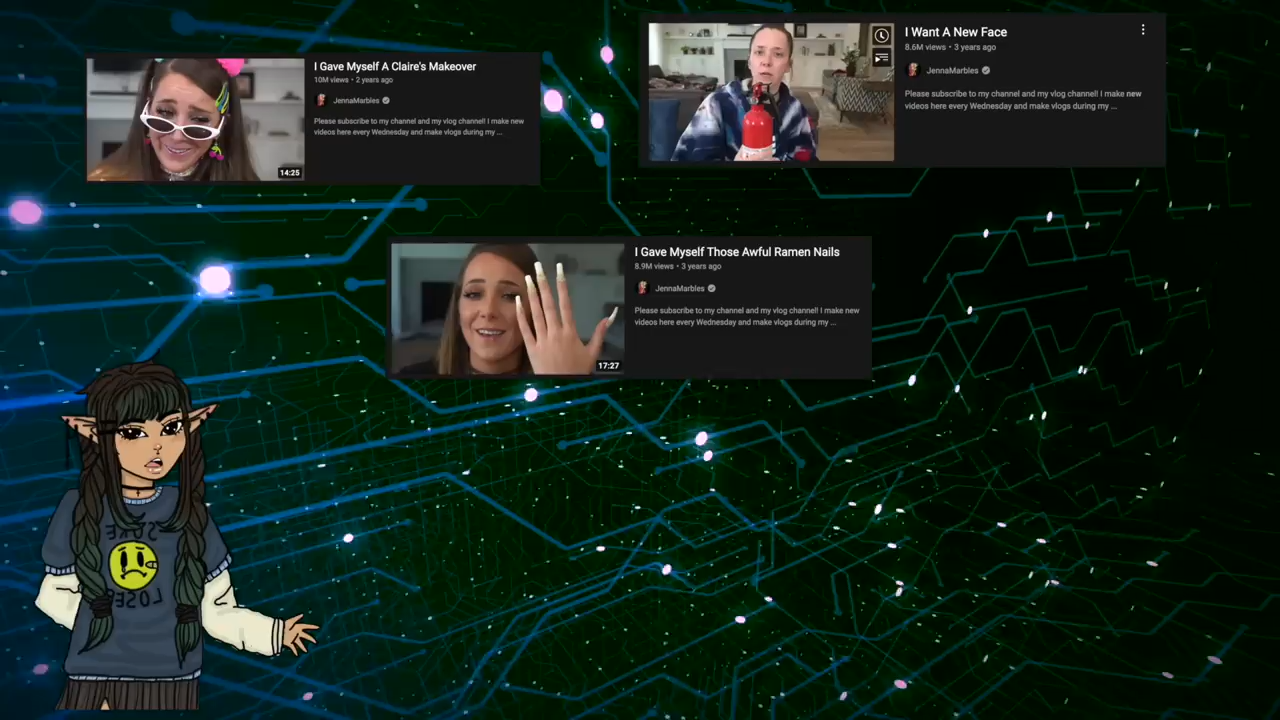 I Gave Myself A Claire's Makeover
10M views • 2 years ago
JennaMarbles
Please subscribe to my channel and my vlog channel! I make new
videos here every Wednesday and make vlogs during my ...
14:25
I Want A New Face
8.6M views • 3 years ago
JennaMarbles
Please subscribe to my channel and my vlog channel! I make new
videos here every Wednesday and make vlogs during my ...
I Gave Myself Those Awful Ramen Nails
8.9M views • 3 years ago
JennaMarbles
Please subscribe to my channel and my vlog channel! I make new
videos here every Wednesday and make vlogs during my ...
17:27
LOSER